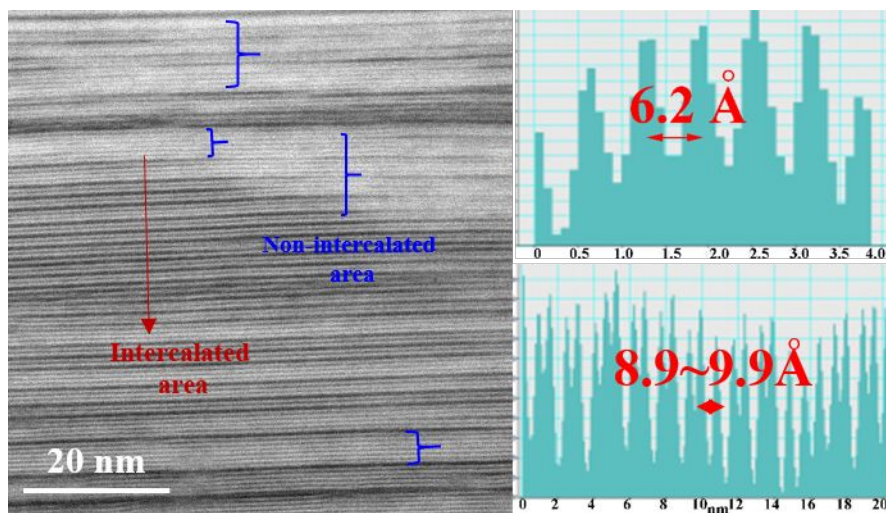 Non-intercalated
area
Intercalated
area
20 nm
6.2 Å
0 0.5 1.0 1.5 2.0 2.5 3.0 3.5 4.0
8.9~9.9Å
0 2 4 6 8 10nm 12 14 16 18 20